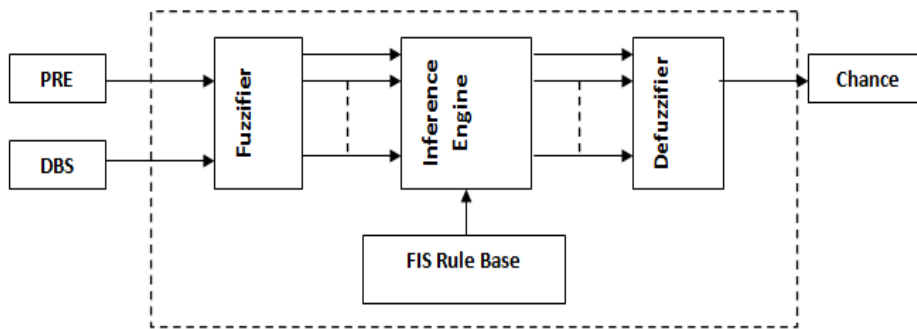 PRE
DBS
Fuzzifier
Inference
Engine
Defuzzifier
Chance
FIS Rule Base